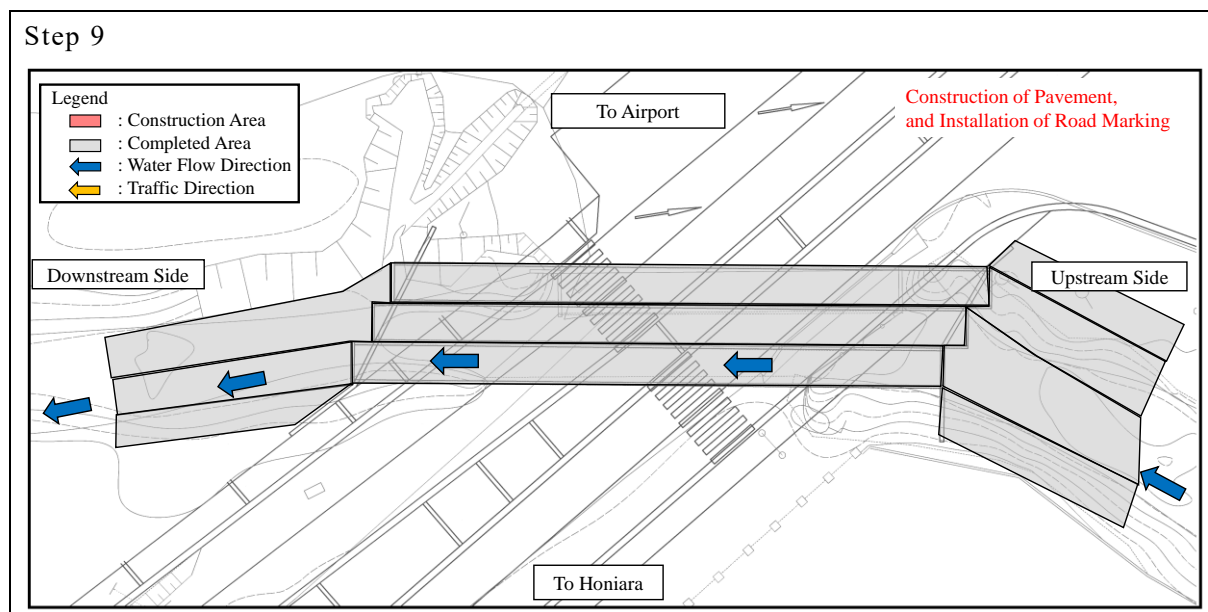 Step 9
Legend
: Construction Area
: Completed Area
: Water Flow Direction
: Traffic Direction
To Airport
Construction of Pavement,
and Installation of Road Marking
Downstream Side
Upstream Side
To Honiara